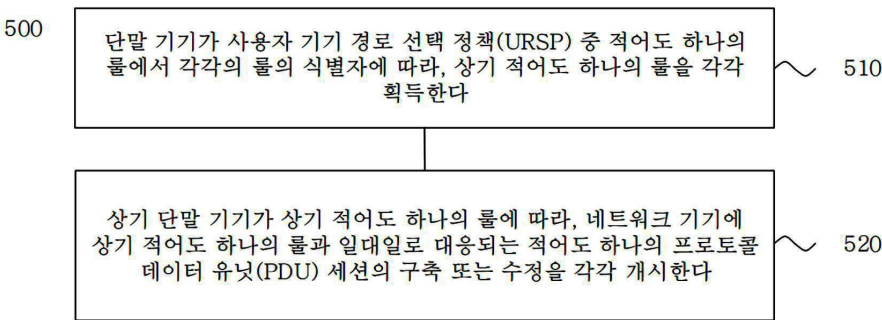 500
단말 기기가 사용자 기기 경로 선택 정책(URSP) 중 적어도 하나의
룰에서 각각의 룰의 식별자에 따라, 상기 적어도 하나의 룰을 각각
획득한다
510
상기 단말 기기가 상기 적어도 하나의 룰에 따라, 네트워크 기기에
상기 적어도 하나의 룰과 일대일로 대응되는 적어도 하나의 프로토콜
데이터 유닛(PDU) 세션의 구축 또는 수정을 각각 개시한다
520